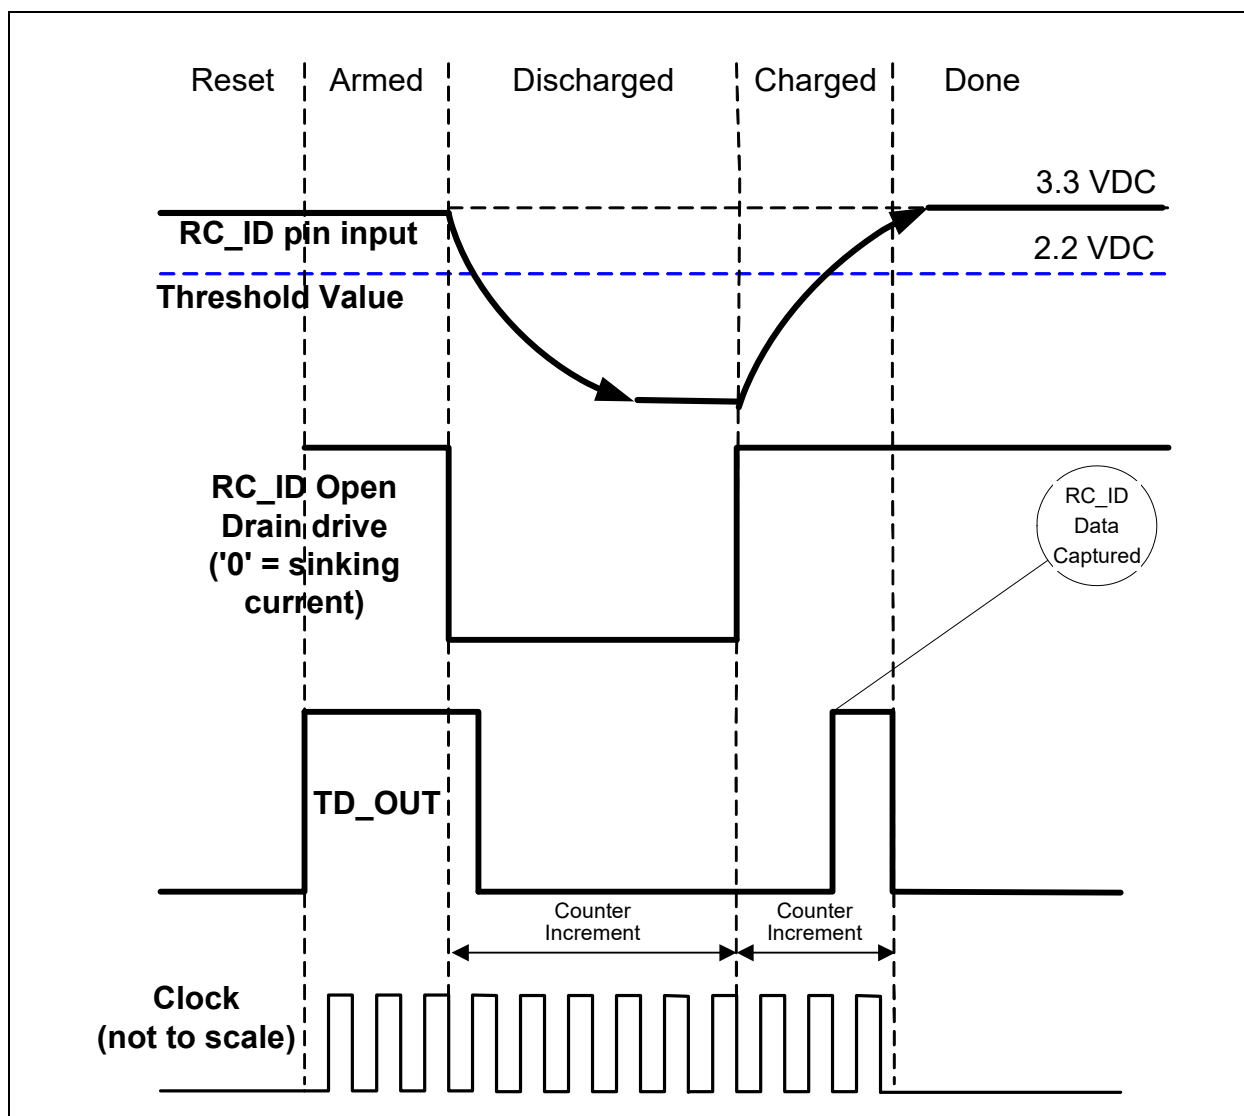 Reset
Armed
Discharged
Charged
Done
3.3 VDC
RC_ID pin input
2.2 VDC
Threshold Value
RC_ID Open
Drain drive
('0' = sinking
current)
RC_ID
Data
Captured
TD_OUT
Counter
Increment
Counter
Increment
Clock
(not to scale)